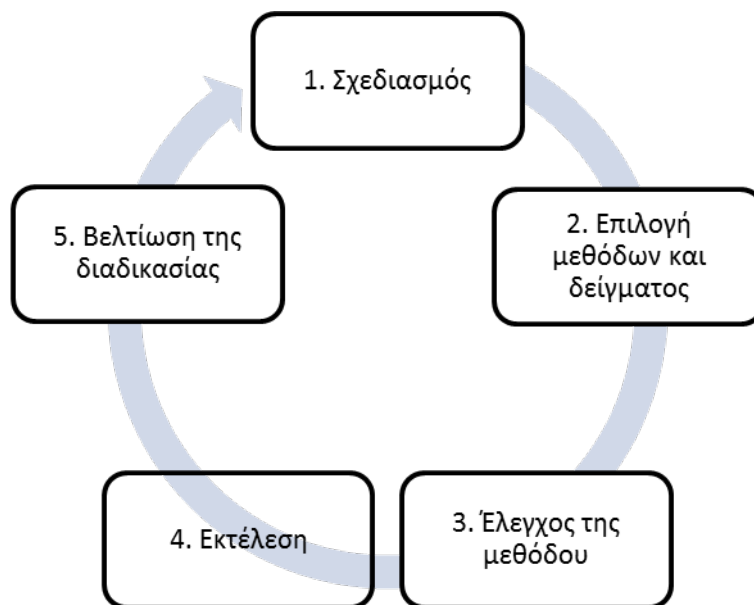 1. Σχεδιασμός
2. Επιλογή
μεθόδων και
δείγματος
3. Έλεγχος της
μεθόδου
4. Εκτέλεση
5. Βελτίωση της
διαδικασίας